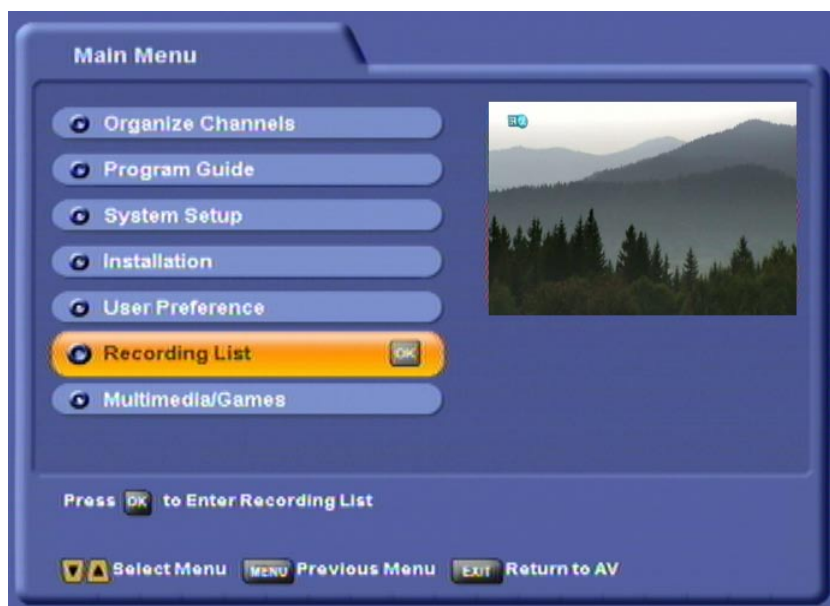 Main Menu
Organize Channels
Program Guide
System Setup
Installation
User Preference
Recording List OK
Multimedia/Games
Press OK to Enter Recording List
Select Menu MENU Previous Menu EXIT Return to AV